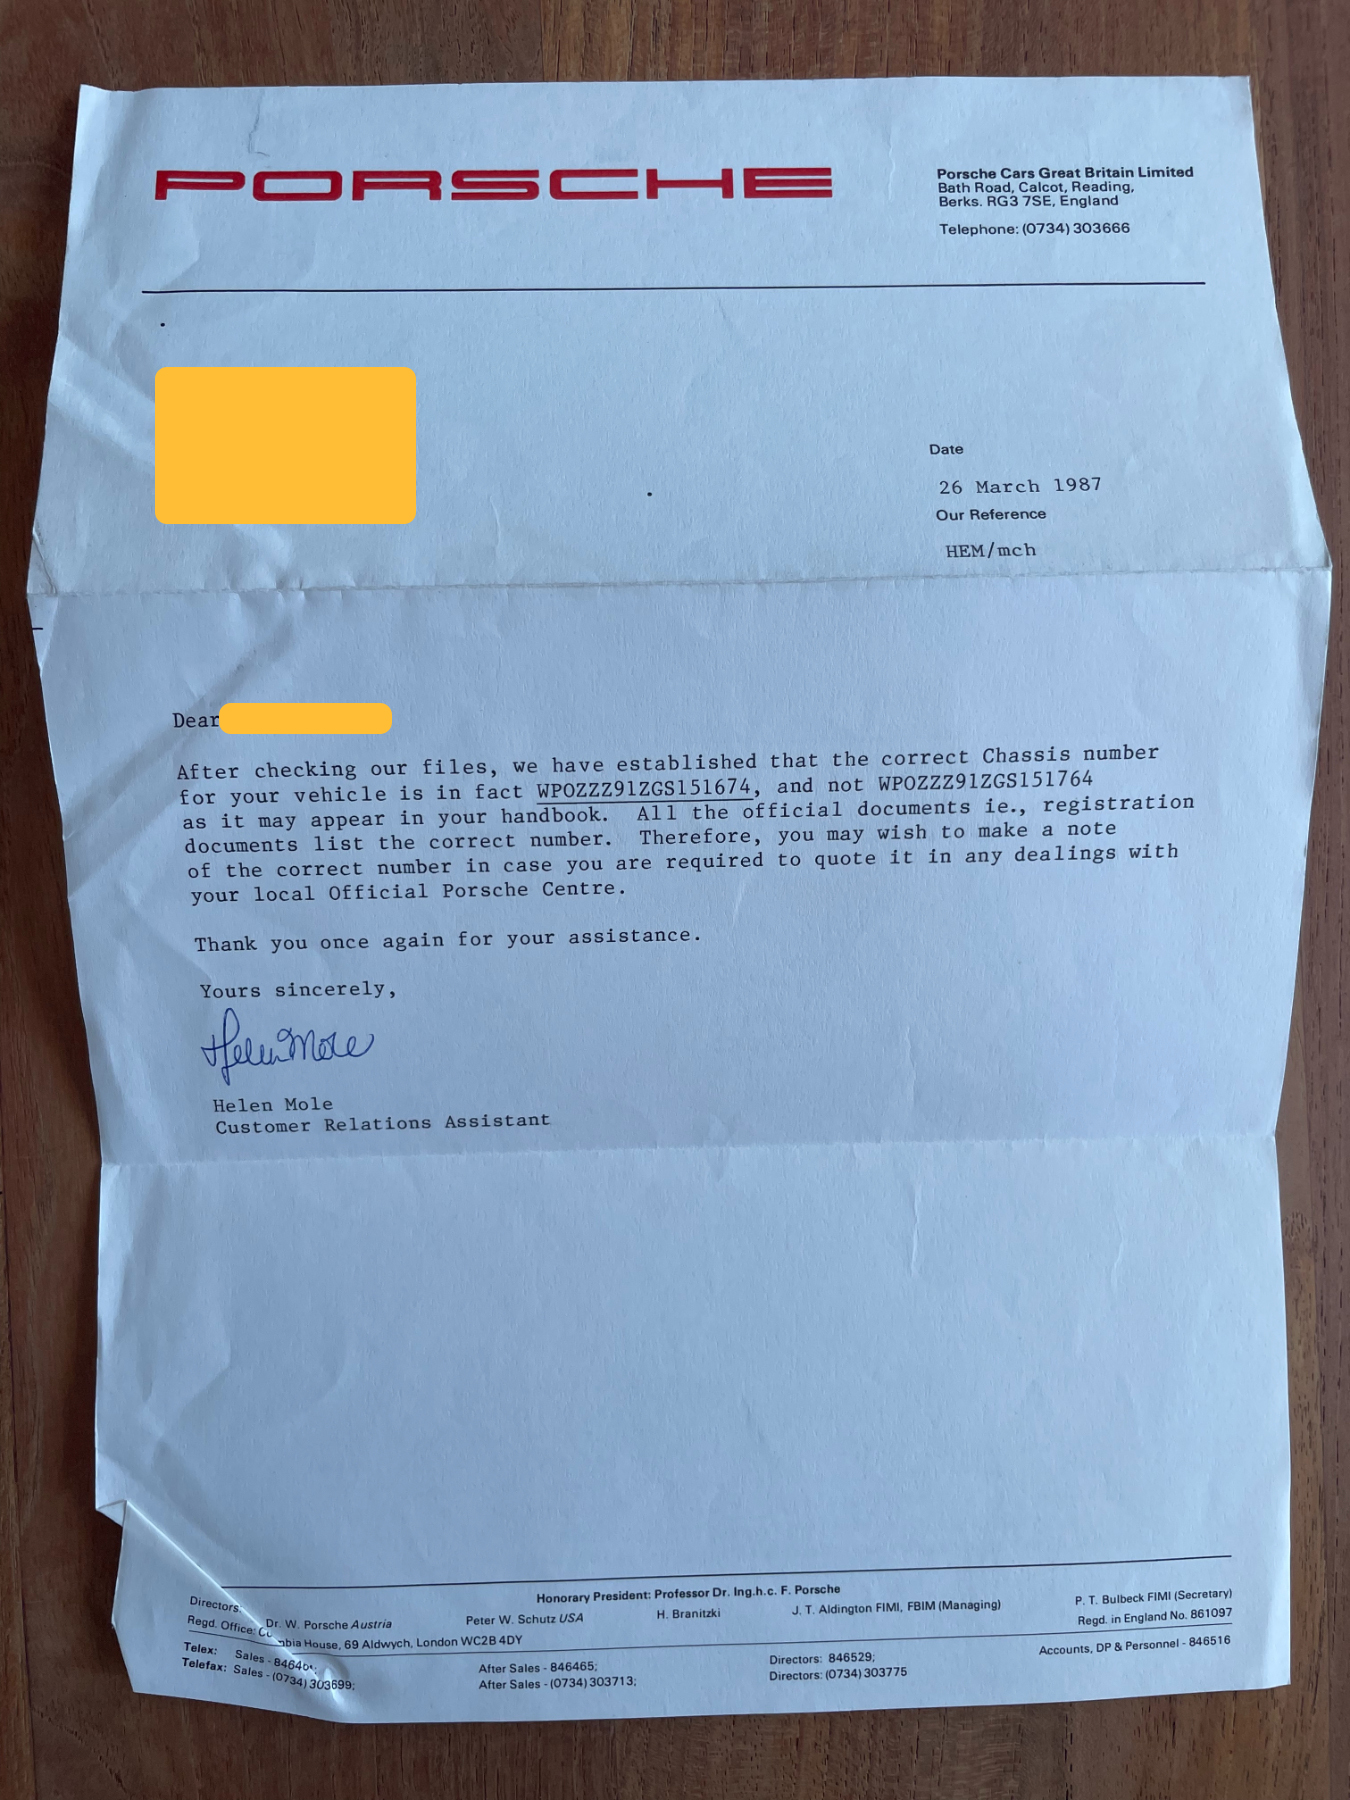 PORSCHE
Porsche Cars Great Britain Limited
Bath Road, Calcot, Reading,
Berks. RG3 7SE, England
Telephone: (0734) 303666
Date
26 March 1987
Our Reference
HEM/mch
Dear
After checking our files, we have established that the correct Chassis number
for your vehicle is in fact WPOZZZ91ZGS151674, and not WPOZZZ91ZGS151764
as it may appear in your handbook. All the official documents ie., registration
documents list the correct number. Therefore, you may wish to make a note
of the correct number in case you are required to quote it in any dealings with
your local Official Porsche Centre.
Thank you once again for your assistance.
Yours sincerely,
Helen Mole
Helen Mole
Customer Relations Assistant
Honorary President: Professor Dr. Ing.h.c. F. Porsche
Directors: Dr. W. Porsche Austria Peter W. Schutz USA H. Branitzki J. T. Aldington FIMI, FBIM (Managing) P. T. Bulbeck FIMI (Secretary)
Regd. Office: House, 69 Aldwych, London WC2B 4DY Regd. in England No. 861097
Telex: Sales - After Sales - 846465; Directors: 846529; Accounts, DP & Personnel - 846516
Telefax: Sales - (0734) 303699; After Sales - (0734) 303713; Directors: (0734) 303775